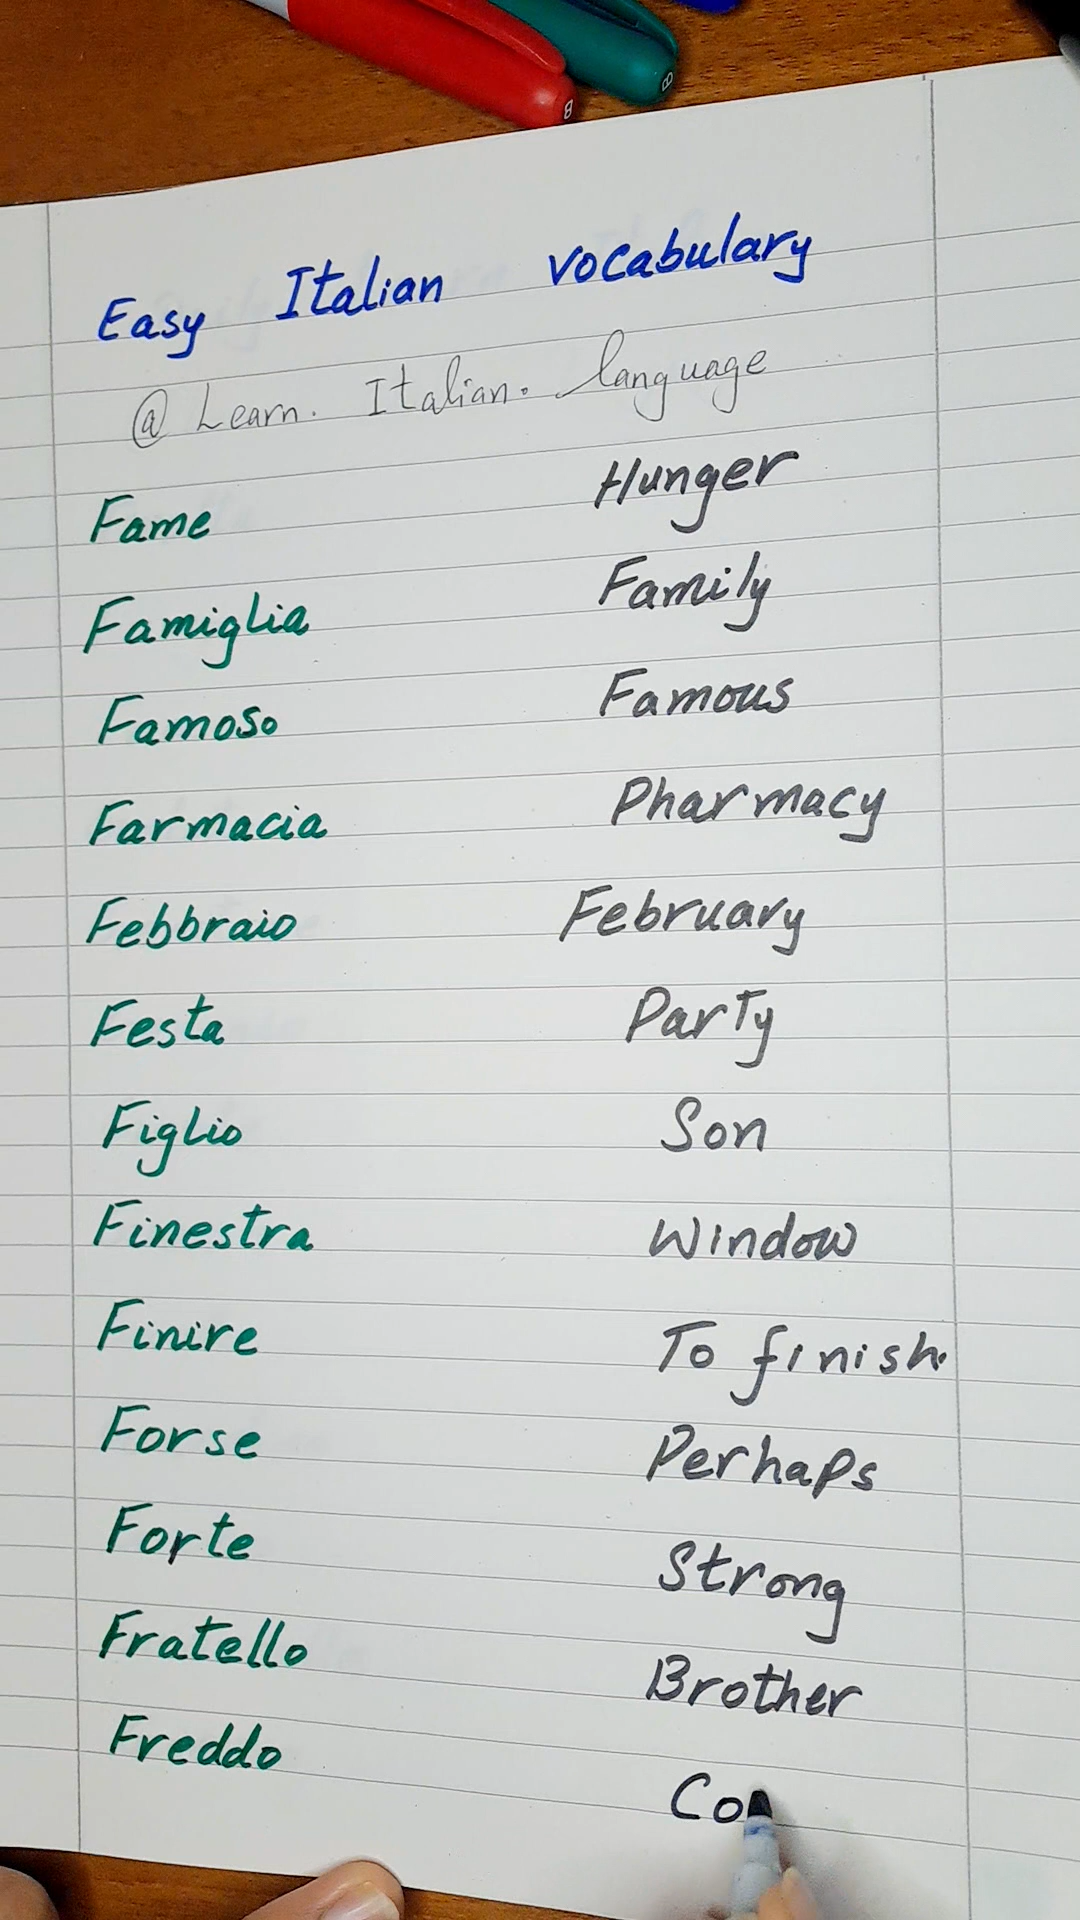 Easy Italian vocabulary
@ Learn. Italian. language
Fame Hunger
Famiglia Family
Famoso Famous
Farmacia Pharmacy
Febbraio February
Festa Party
Figlio Son
Finestra Window
Finire To finish.
Forse Perhaps
Forte Strong
Fratello Brother
Freddo Co